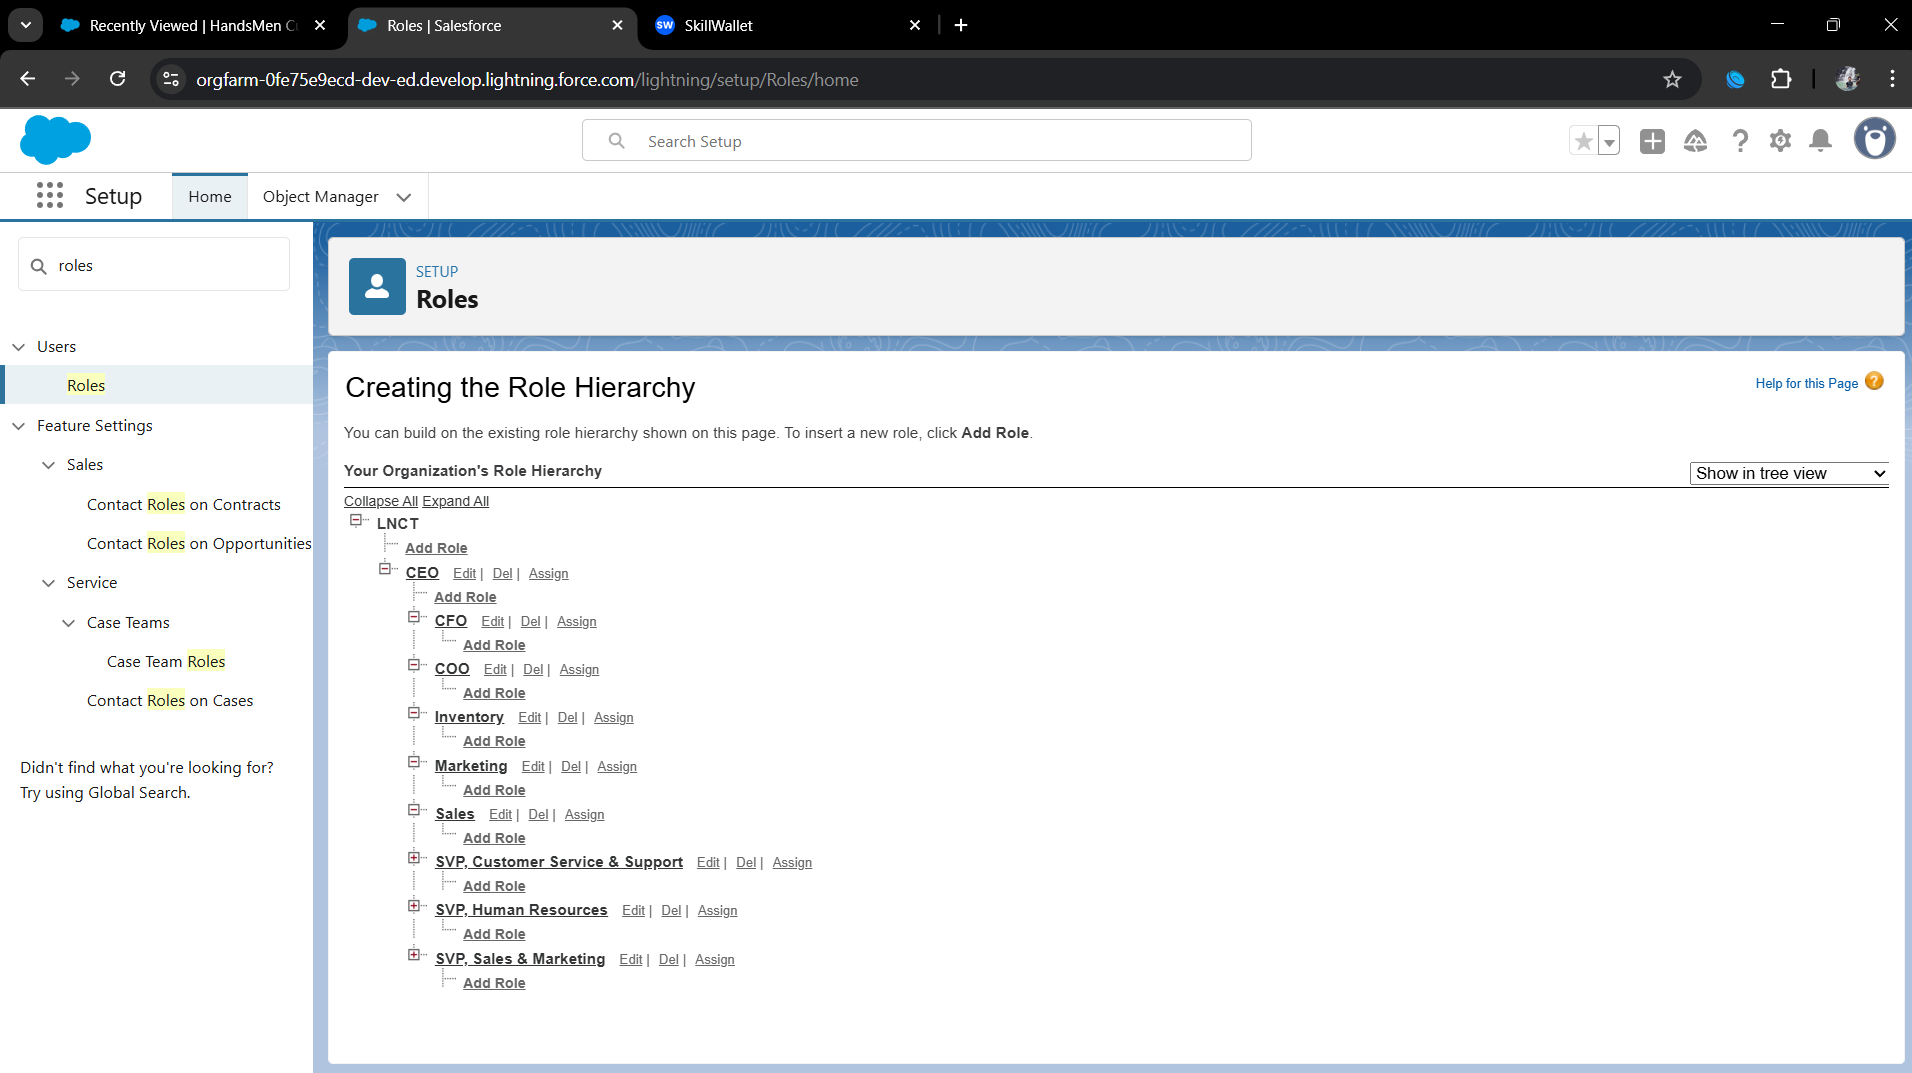 Recently Viewed | HandsMen C
Roles | Salesforce
SW SkillWallet
orgfarm-0fe75e9ecd-dev-ed.develop.lightning.force.com/lightning/setup/Roles/home
Search Setup
Setup
Home
Object Manager
roles
Users
Roles
Feature Settings
Sales
Contact Roles on Contracts
Contact Roles on Opportunities
Service
Case Teams
Case Team Roles
Contact Roles on Cases
Didn't find what you're looking for?
Try using Global Search.
SETUP
Roles
Creating the Role Hierarchy
Help for this Page ?
You can build on the existing role hierarchy shown on this page. To insert a new role, click Add Role.
Your Organization's Role Hierarchy
Show in tree view
Collapse All Expand All
LNCT
Add Role
CEO Edit | Del | Assign
Add Role
CFO Edit | Del | Assign
Add Role
COO Edit | Del | Assign
Add Role
Inventory Edit | Del | Assign
Add Role
Marketing Edit | Del | Assign
Add Role
Sales Edit | Del | Assign
Add Role
SVP, Customer Service & Support Edit | Del | Assign
Add Role
SVP, Human Resources Edit | Del | Assign
Add Role
SVP, Sales & Marketing Edit | Del | Assign
Add Role